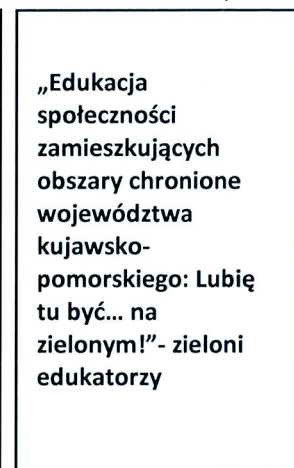 „Edukacja
społeczności
zamieszkujących
obszary chronione
województwa
kujawsko-
pomorskiego: Lubię
tu być... na
zielonym!”- zieloni
edukatorzy